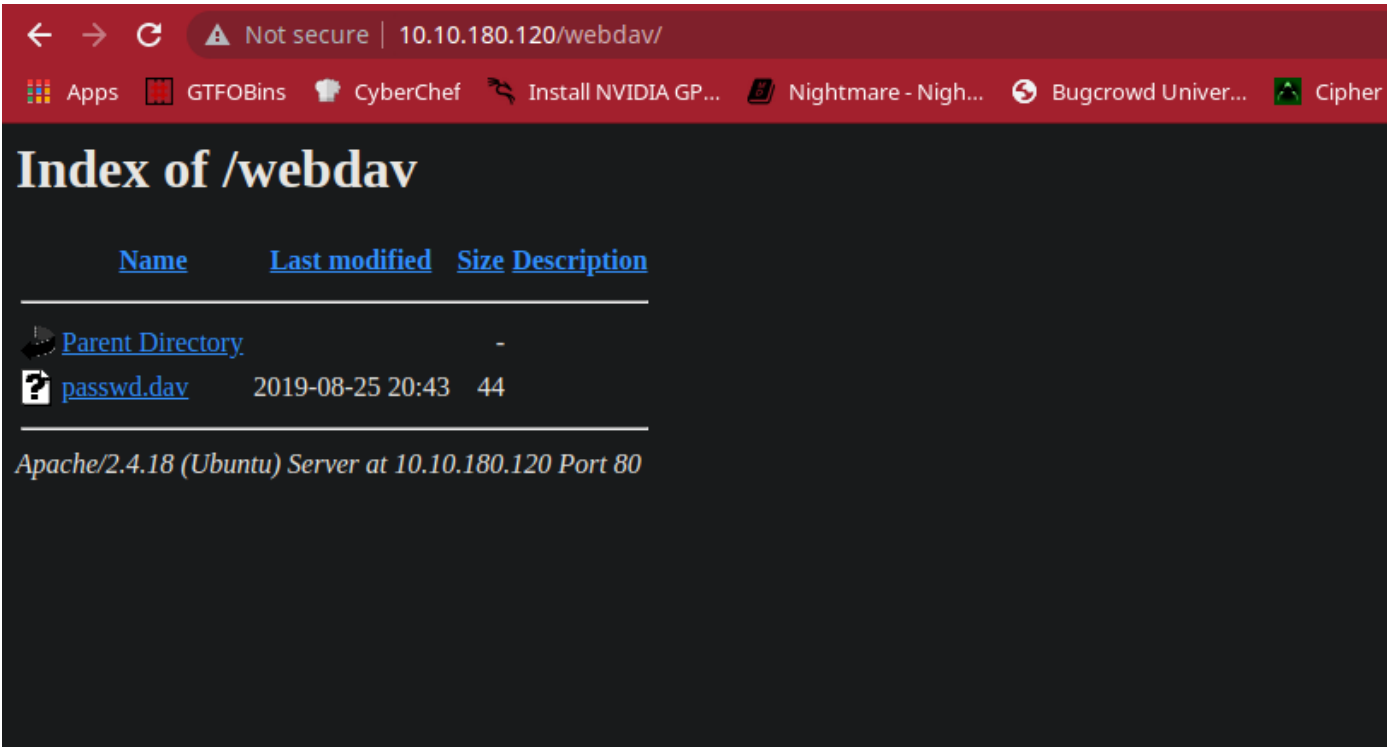 Not secure | 10.10.180.120/webdav/
Apps GTFOBins CyberChef Install NVIDIA GP... Nightmare - Nigh... Bugcrowd Univer... Cipher
Index of /webdav
Name Last modified Size Description
Parent Directory -
passwd.dav 2019-08-25 20:43 44
Apache/2.4.18 (Ubuntu) Server at 10.10.180.120 Port 80